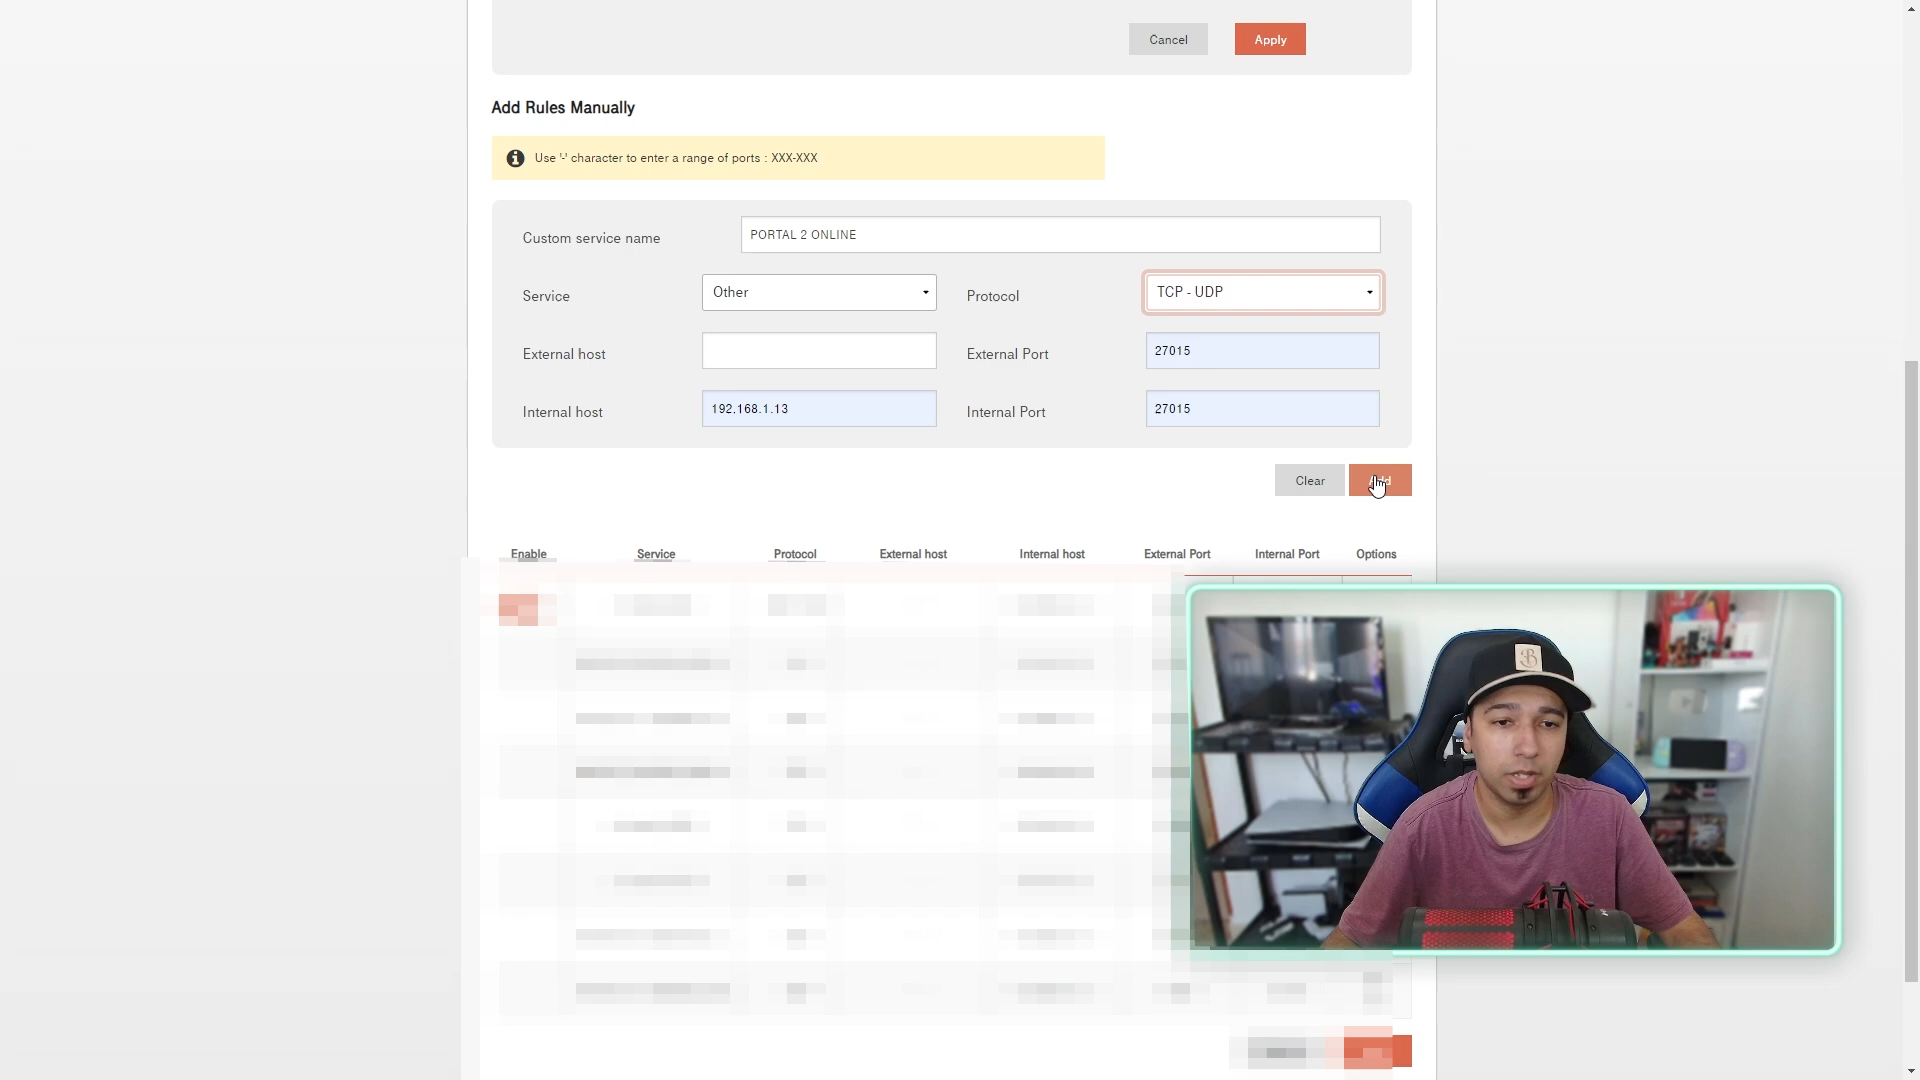 Cancel
Apply
Add Rules Manually
Use '-' character to enter a range of ports : XXX-XXX
Custom service name
PORTAL 2 ONLINE
Service
Other
Protocol
TCP - UDP
External host
External Port
27015
Internal host
192.168.1.13
Internal Port
27015
Clear
Enable
Service
Protocol
External host
Internal host
External Port
Internal Port
Options